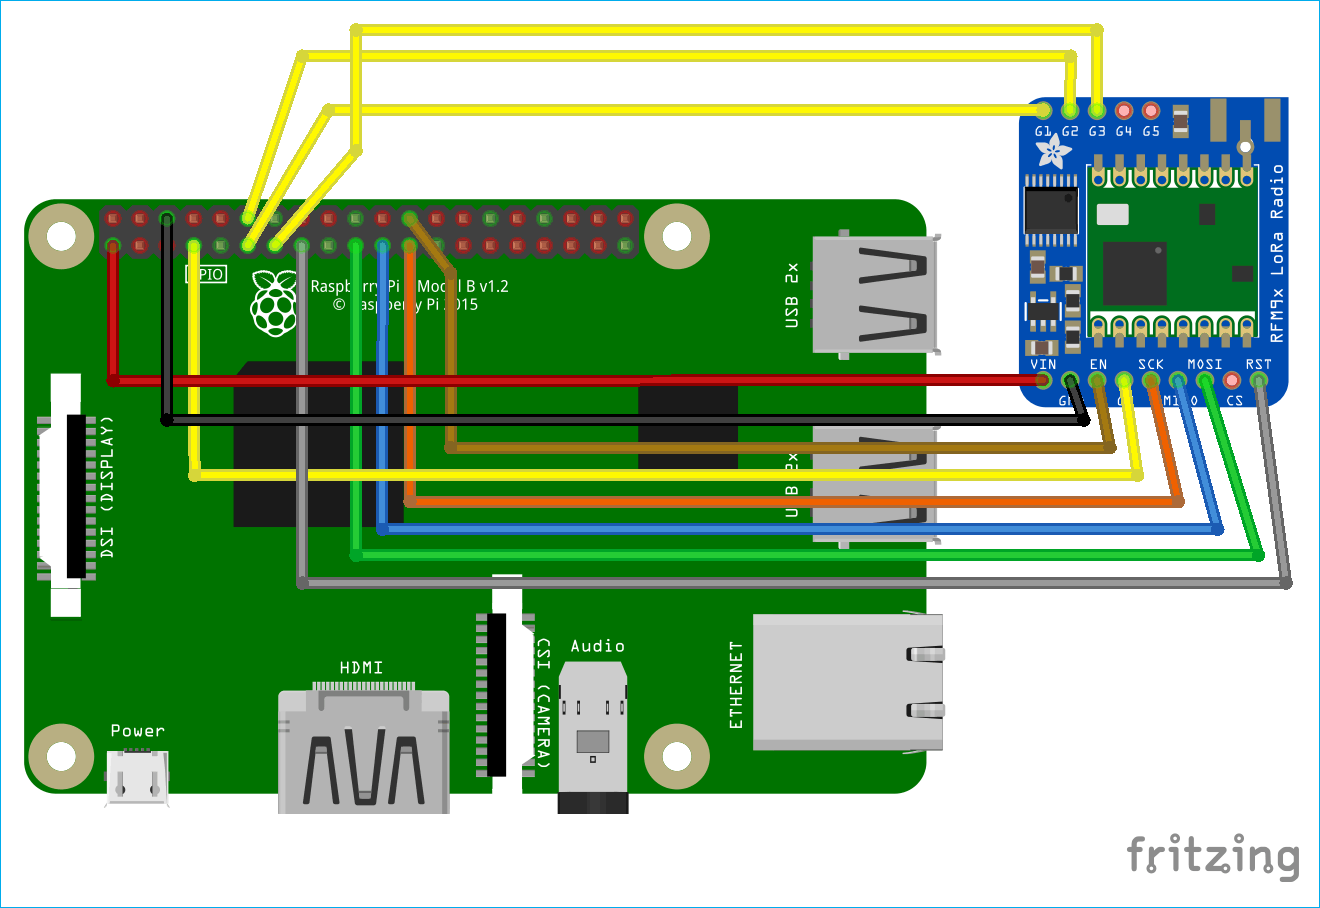 G1 G2 G3 G4 G5
RFM9x LoRa Radio
GPIO
Raspberry Pi Model B v1.2
© Raspberry Pi 2015
USB 2x
VIN EN SCK MOSI RST
CS
USB 2x
DSI (DISPLAY)
HDMI
CSI (CAMERA)
Audio
ETHERNET
Power
fritzing